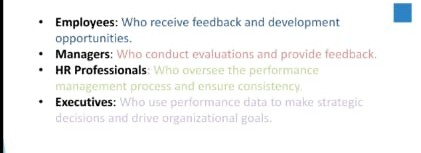 • Employees: Who receive feedback and development
opportunities.
• Managers: Who conduct evaluations and provide feedback.
• HR Professionals: Who oversee the performance
management process and ensure consistency.
• Executives: Who use performance data to make strategic
decisions and drive organizational goals.